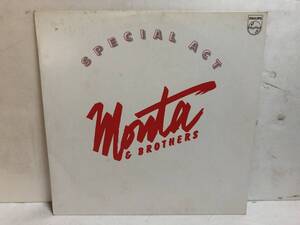 PHILIPS
SPECIAL ACT
Monta
& BROTHERS